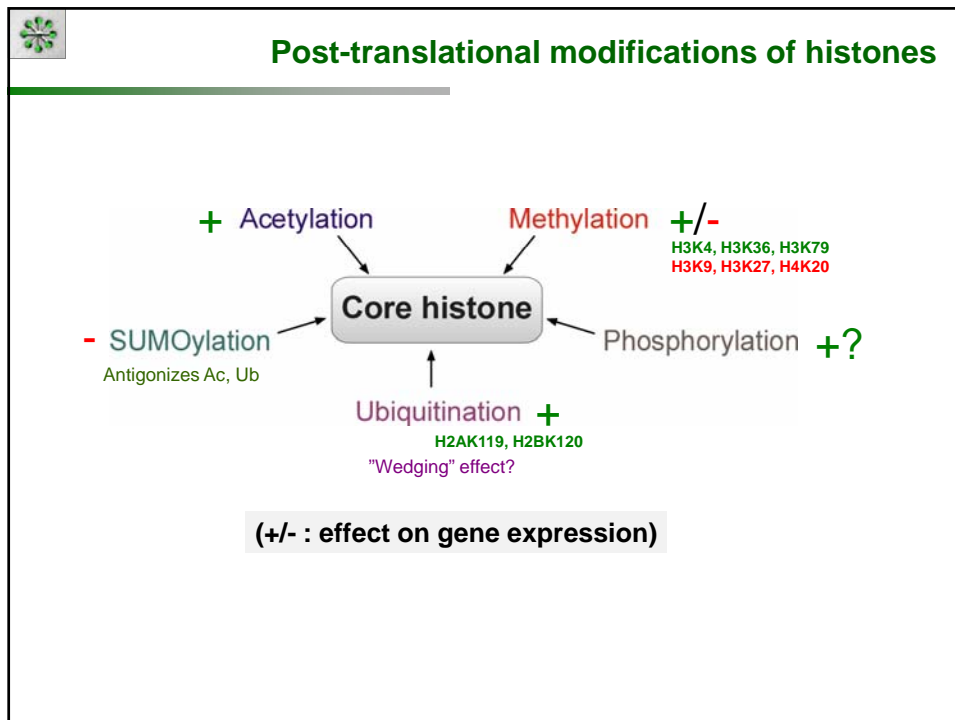 Post-translational modifications of histones
+ Acetylation
Methylation +/-
H3K4, H3K36, H3K79
H3K9, H3K27, H4K20
Core histone
- SUMOylation
Antigonizes Ac, Ub
Phosphorylation +?
Ubiquitination +
H2AK119, H2BK120
”Wedging” effect?
(+/- : effect on gene expression)